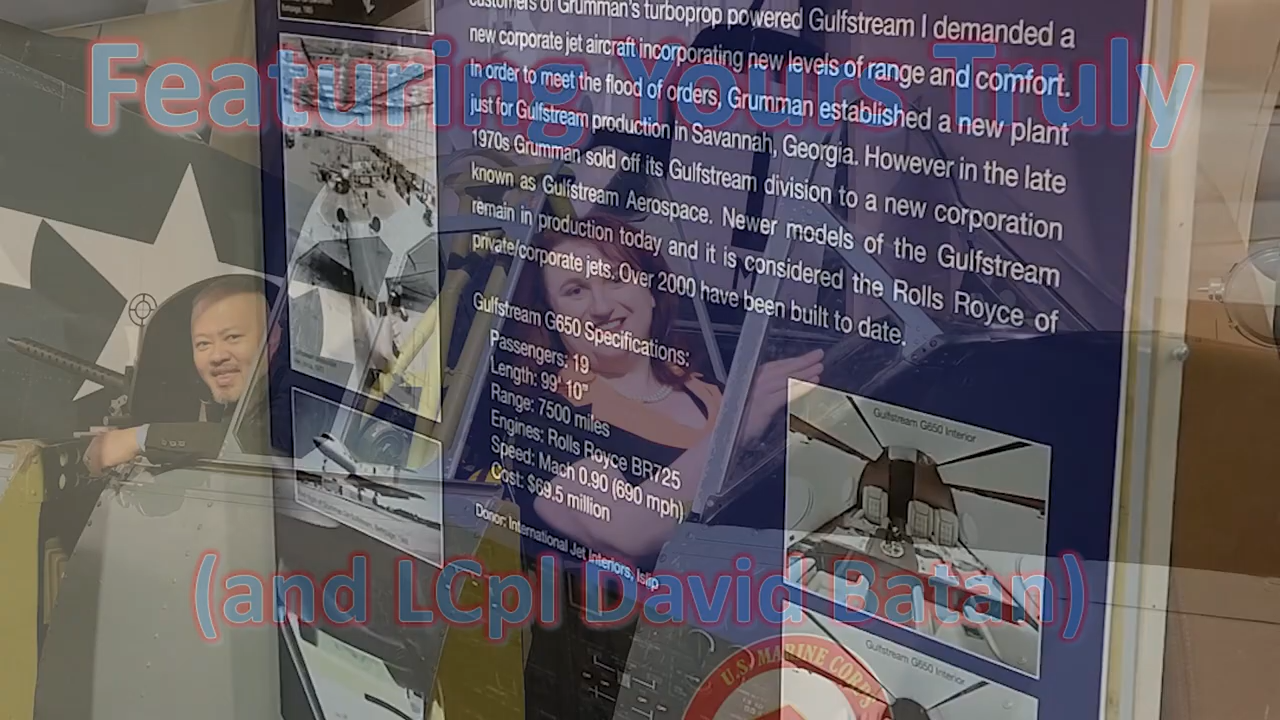 customers of Grumman's turboprop powered Gulfstream I demanded a
new corporate jet aircraft incorporating new levels of range and comfort.
In order to meet the flood of orders, Grumman established a new plant
just for Gulfstream production in Savannah, Georgia. However in the late
1970s Grumman sold off its Gulfstream division to a new corporation
known as Gulfstream Aerospace. Newer models of the Gulfstream
remain in production today and it is considered the Rolls Royce of
private/corporate jets. Over 2000 have been built to date.
Featuring Yours Truly
Gulfstream G650 Specifications:
Passengers: 19
Length: 99' 10"
Range: 7500 miles
Engines: Rolls Royce BR725
Speed: Mach 0.90 (690 mph)
Cost: $69.5 million
Donor: International Jet Interiors, Islip
Gulfstream G650 Interior
(and LCpl David Batan)
Gulfstream G650 Interior
U.S. MARINE CORPS